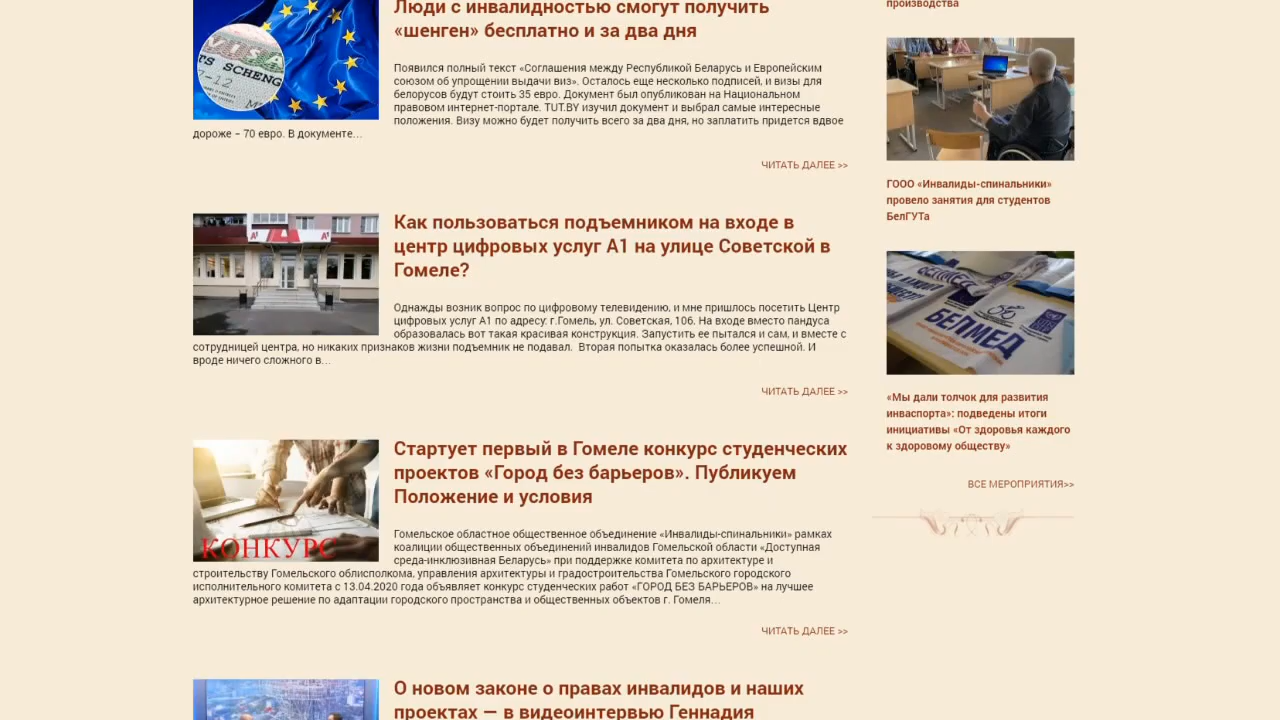 Люди с инвалидностью смогут получить
«шенген» бесплатно и за два дня
Появился полный текст «Соглашения между Республикой Беларусь и Европейским
союзом об упрощении выдачи виз». Осталось еще несколько подписей, и визы для
белорусов будут стоить 35 евро. Документ был опубликован на Национальном
правовом интернет-портале. TUT.BY изучил документ и выбрал самые интересные
положения. Визу можно будет получить всего за два дня, но заплатить придется вдвое
дороже – 70 евро. В документе…
VISA
TS SCHENG
ЧИТАТЬ ДАЛЕЕ >>
Как пользоваться подъемником на входе в
центр цифровых услуг А1 на улице Советской в
Гомеле?
Однажды возник вопрос по цифровому телевидению, и мне пришлось посетить Центр
цифровых услуг А1 по адресу: г.Гомель, ул. Советская, 106. На входе вместо пандуса
образовалась вот такая красивая конструкция. Запустить ее пытался и сам, и вместе с
сотрудницей центра, но никаких признаков жизни подъемник не подавал.  Вторая попытка оказалась более успешной. И
вроде ничего сложного в…
A1
A1
ЧИТАТЬ ДАЛЕЕ >>
Стартует первый в Гомеле конкурс студенческих
проектов «Город без барьеров». Публикуем
Положение и условия
КОНКУРС
Гомельское областное общественное объединение «Инвалиды-спинальники» рамках
коалиции общественных объединений инвалидов Гомельской области «Доступная
среда-инклюзивная Беларусь» при поддержке комитета по архитектуре и
строительству Гомельского облисполкома, управления архитектуры и градостроительства Гомельского городского
исполнительного комитета с 13.04.2020 года объявляет конкурс студенческих работ «ГОРОД БЕЗ БАРЬЕРОВ» на лучшее
архитектурное решение по адаптации городского пространства и общественных объектов г. Гомеля…
ЧИТАТЬ ДАЛЕЕ >>
О новом законе о правах инвалидов и наших
проектах — в видеоинтервью Геннадия
производства
ГООО «Инвалиды-спинальники»
провело занятия для студентов
БелГУТа
БЕЛМЕД
«Мы дали толчок для развития
инваспорта»: подведены итоги
инициативы «От здоровья каждого
к здоровому обществу»
ВСЕ МЕРОПРИЯТИЯ>>